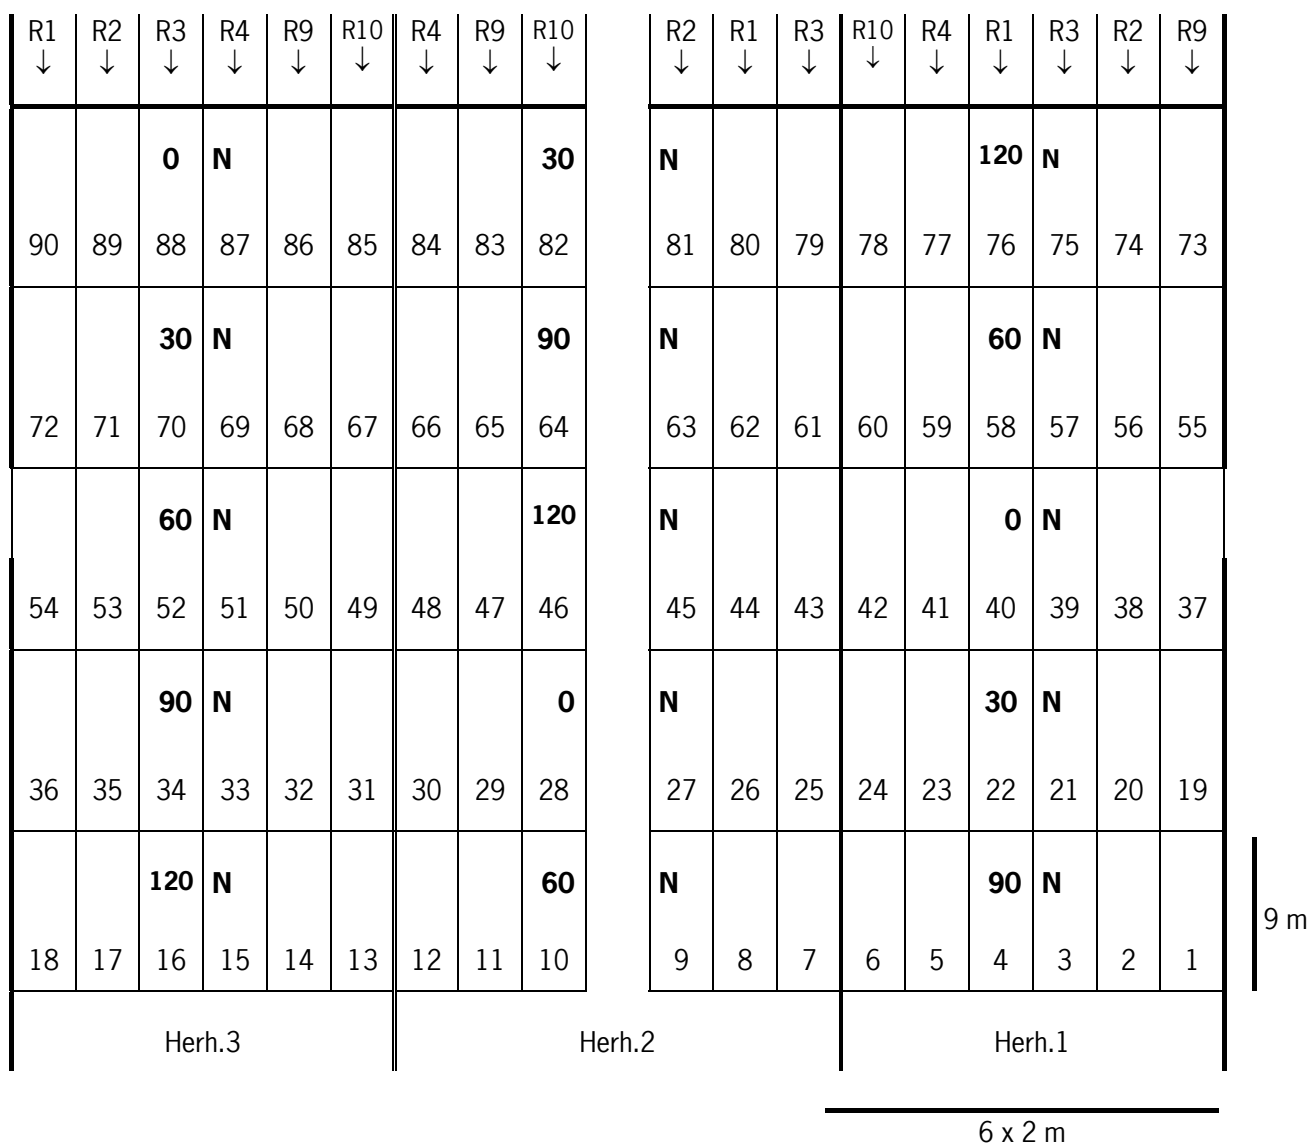 R1 R2 R3 R4 R9 R10 R4 R9 R10 R2 R1 R3 R10 R4 R1 R3 R2 R9
↓ ↓ ↓ ↓ ↓ ↓ ↓ ↓ ↓ ↓ ↓ ↓ ↓ ↓ ↓ ↓ ↓ ↓
0 N 30 N 120 N
90 89 88 87 86 85 84 83 82 81 80 79 78 77 76 75 74 73
30 N 90 N 60 N
72 71 70 69 68 67 66 65 64 63 62 61 60 59 58 57 56 55
60 N 120 N 0 N
54 53 52 51 50 49 48 47 46 45 44 43 42 41 40 39 38 37
90 N 0 N 30 N
36 35 34 33 32 31 30 29 28 27 26 25 24 23 22 21 20 19
120 N 60 N 90 N
9 m
18 17 16 15 14 13 12 11 10 9 8 7 6 5 4 3 2 1
Herh.3 Herh.2 Herh.1
6 x 2 m